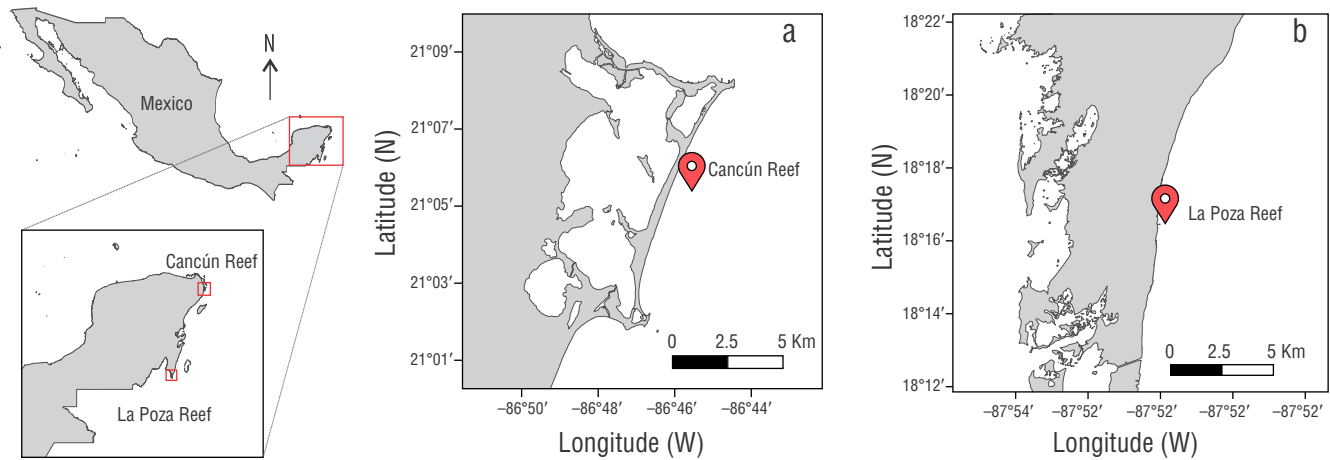 N
Mexico
Cancún Reef
La Poza Reef
a
Latitude (N)
21°09′
21°07′
21°05′
21°03′
21°01′
Cancún Reef
0 2.5 5 Km
−86°50′ −86°48′ −86°46′ −86°44′
Longitude (W)
b
Latitude (N)
18°22′
18°20′
18°18′
18°16′
18°14′
18°12′
La Poza Reef
0 2.5 5 Km
−87°54′ −87°52′ −87°52′ −87°52′ −87°52′
Longitude (W)